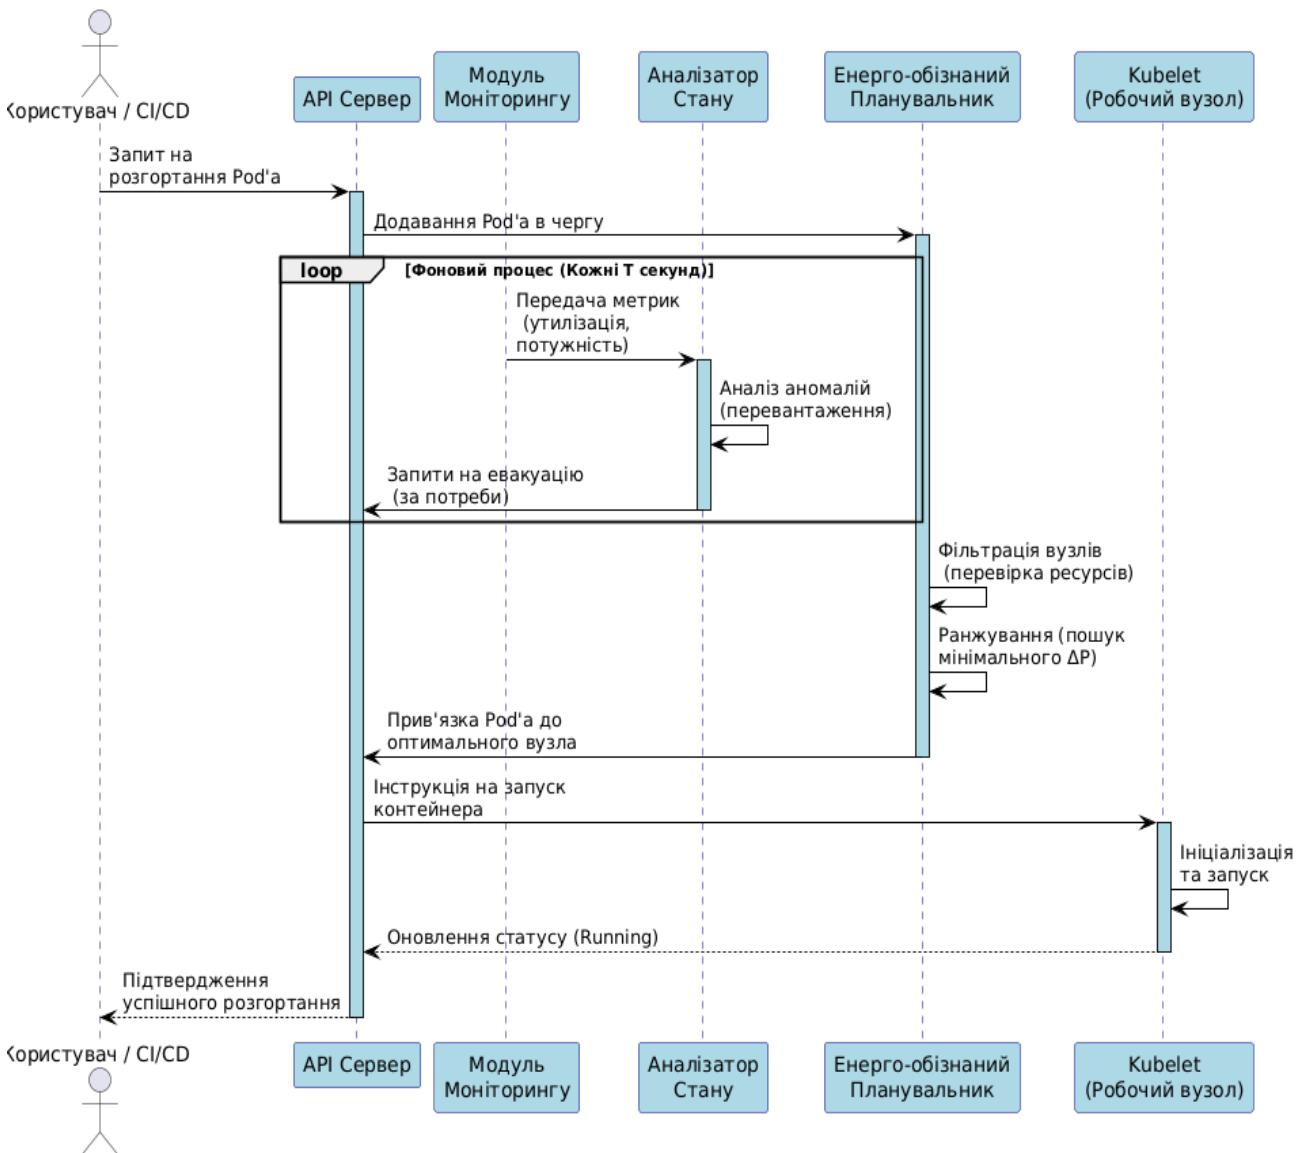 Користувач / CI/CD
API Сервер
Модуль
Моніторингу
Аналізатор
Стану
Енерго-обізнаний
Планувальник
Kubelet
(Робочий вузол)
Запит на
розгортання Pod'а
Додавання Pod'а в чергу
loop
[Фоновий процес (Кожні T секунд)]
Передача метрик
(утилізація,
потужність)
Аналіз аномалій
(перевантаження)
Запити на евакуацію
(за потреби)
Фільтрація вузлів
(перевірка ресурсів)
Ранжування (пошук
мінімального ΔP)
Прив'язка Pod'а до
оптимального вузла
Інструкція на запуск
контейнера
Ініціалізація
та запуск
Оновлення статусу (Running)
Підтвердження
успішного розгортання
Користувач / CI/CD
API Сервер
Модуль
Моніторингу
Аналізатор
Стану
Енерго-обізнаний
Планувальник
Kubelet
(Робочий вузол)